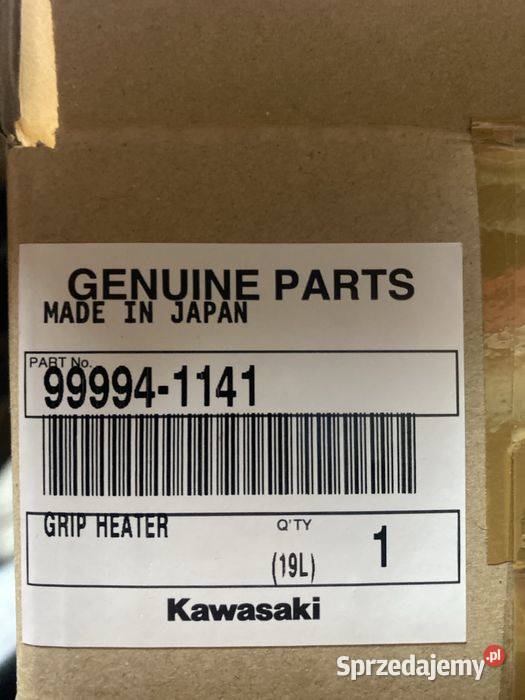 GENUINE PARTS
MADE IN JAPAN
PART No.
99994-1141
GRIP HEATER Q'TY
(19L) 1
Kawasaki
Sprzedajemy.pl